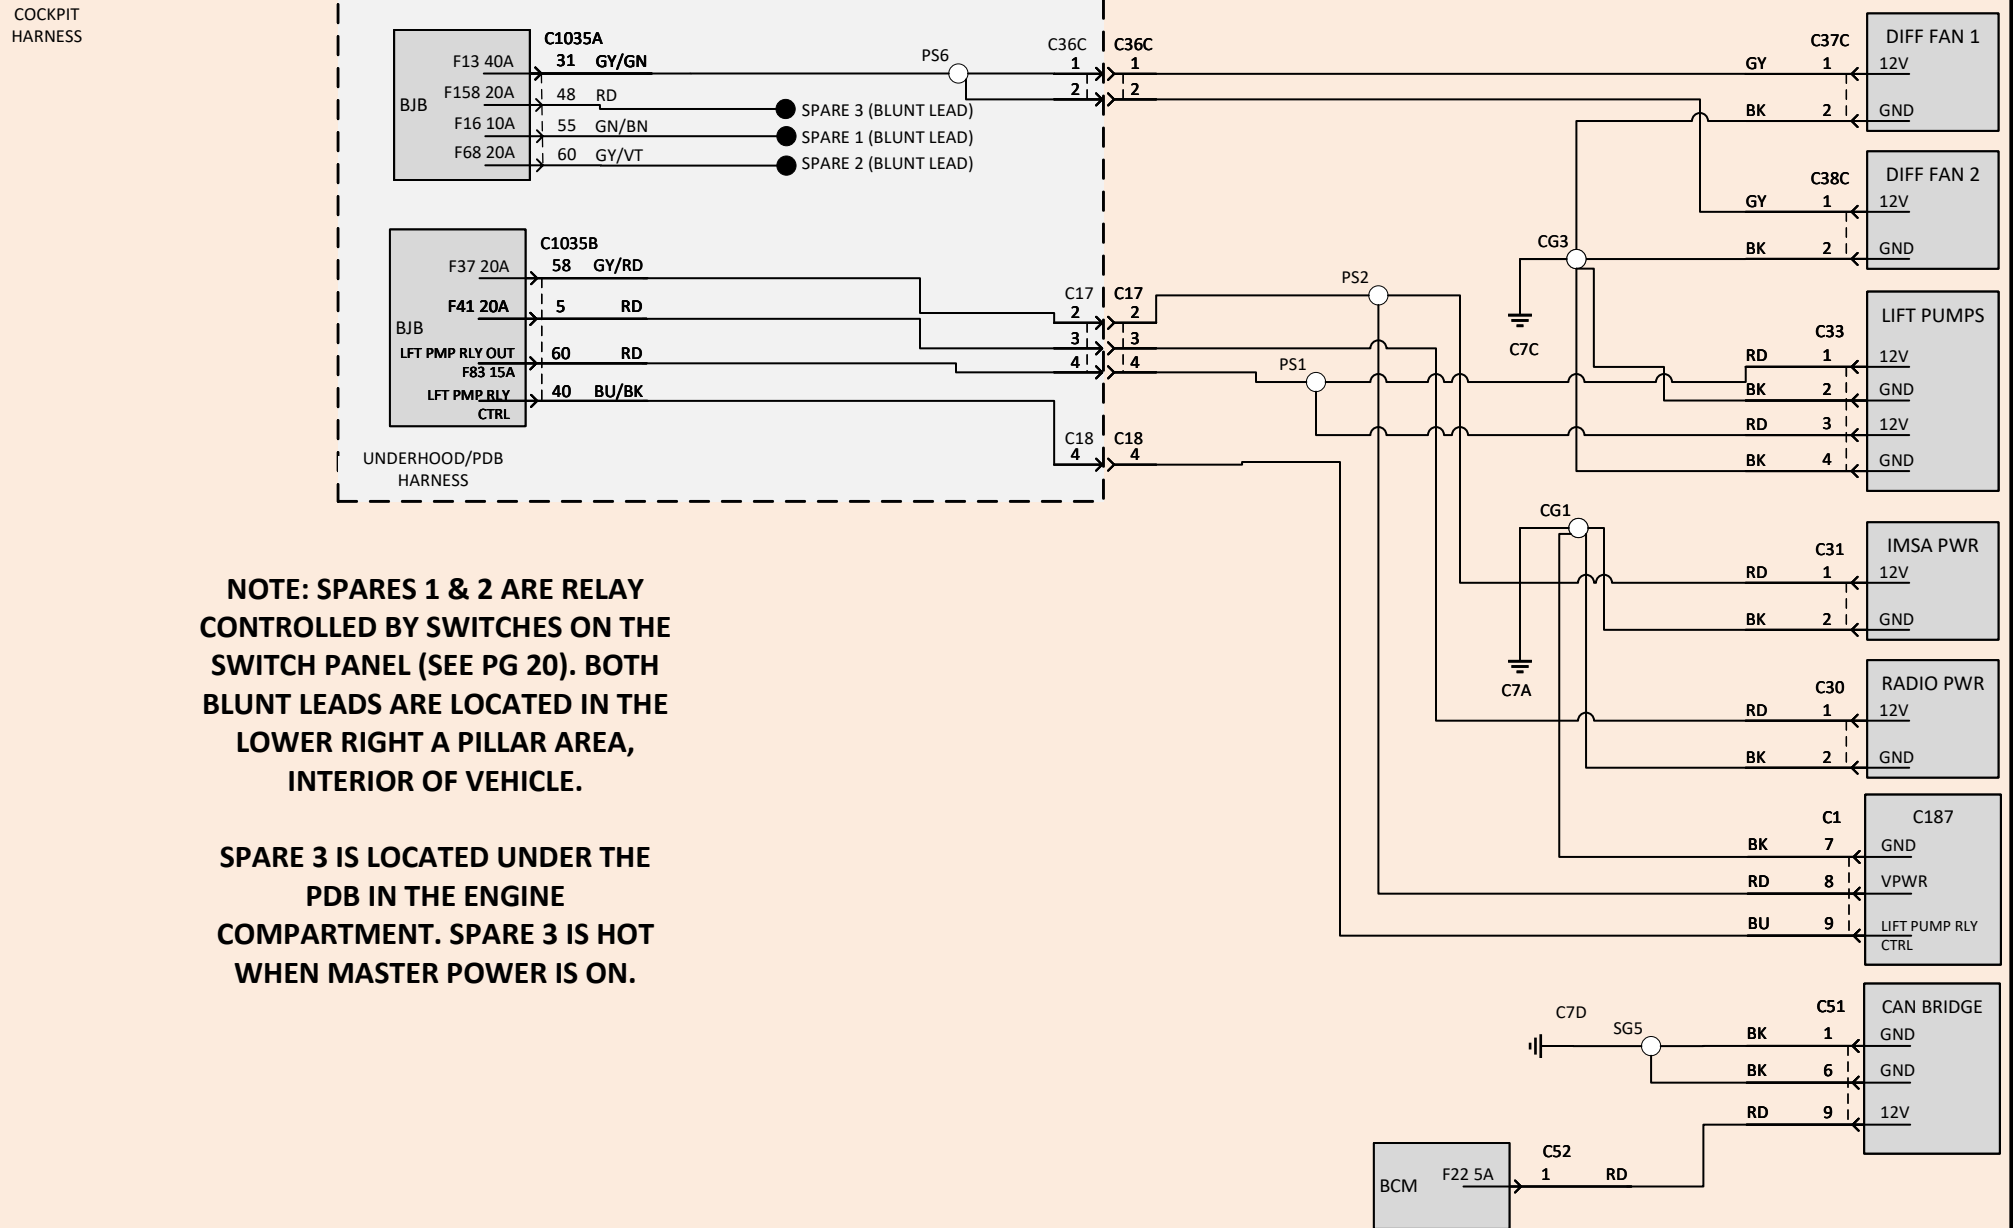 COCKPIT
HARNESS
BJB
C1035A
F13 40A 31 GY/GN
F158 20A 48 RD
F16 10A 55 GN/BN
F68 20A 60 GY/VT
SPARE 3 (BLUNT LEAD)
SPARE 1 (BLUNT LEAD)
SPARE 2 (BLUNT LEAD)
PS6
C36C C36C
1 1
2 2
BJB
C1035B
F37 20A 58 GY/RD
F41 20A 5 RD
LFT PMP RLY OUT 60 RD
F83 15A
LFT PMP RLY 40 BU/BK
CTRL
C17 C17
2 2
3 3
4 4
C18 C18
4 4
UNDERHOOD/PDB
HARNESS
PS2
PS1
CG3
C7C
CG1
C7A
DIFF FAN 1
C37C
GY 1 12V
BK 2 GND
DIFF FAN 2
C38C
GY 1 12V
BK 2 GND
LIFT PUMPS
C33
RD 1 12V
BK 2 GND
RD 3 12V
BK 4 GND
IMSA PWR
C31
RD 1 12V
BK 2 GND
RADIO PWR
C30
RD 1 12V
BK 2 GND
C1 C187
BK 7 GND
RD 8 VPWR
BU 9 LIFT PUMP RLY
CTRL
CAN BRIDGE
C51
C7D
SG5
BK 1 GND
BK 6 GND
RD 9 12V
BCM
C52
F22 5A 1 RD
NOTE: SPARES 1 & 2 ARE RELAY
CONTROLLED BY SWITCHES ON THE
SWITCH PANEL (SEE PG 20). BOTH
BLUNT LEADS ARE LOCATED IN THE
LOWER RIGHT A PILLAR AREA,
INTERIOR OF VEHICLE.
SPARE 3 IS LOCATED UNDER THE
PDB IN THE ENGINE
COMPARTMENT. SPARE 3 IS HOT
WHEN MASTER POWER IS ON.